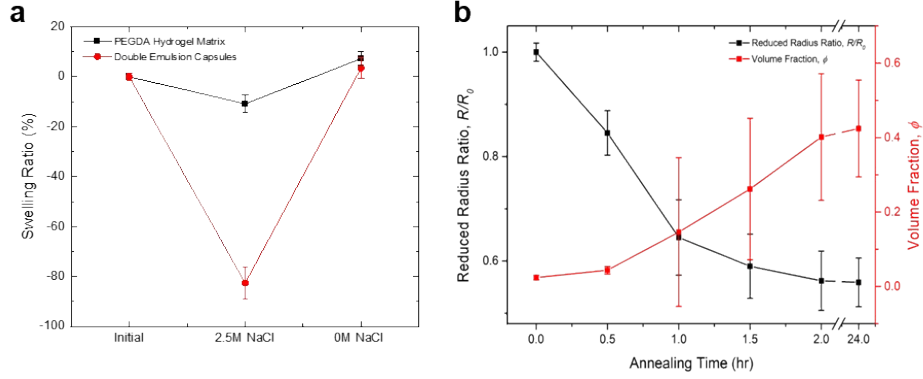 a
PEGDA Hydrogel Matrix
Double Emulsion Capsules
Swelling Ratio (%)
20
0
-20
-40
-60
-80
-100
Initial
2.5M NaCl
0M NaCl
b
Reduced Radius Ratio, R/R0
Volume Fraction, ϕ
Reduced Radius Ratio, R/R0
1.0
0.8
0.6
0.6
0.4
0.2
0.0
Volume Fraction, ϕ
0.0
0.5
1.0
1.5
2.0
24.0
Annealing Time (hr)